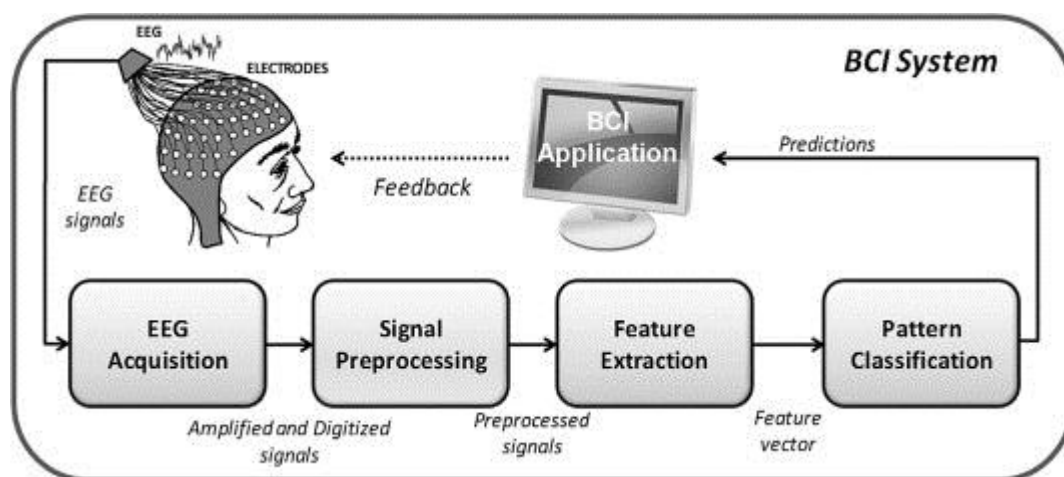 EEG
ELECTRODES
BCI System
BCI
Application
Predictions
Feedback
EEG
signals
EEG
Acquisition
Signal
Preprocessing
Feature
Extraction
Pattern
Classification
Amplified and Digitized
signals
Preprocessed
signals
Feature
vector